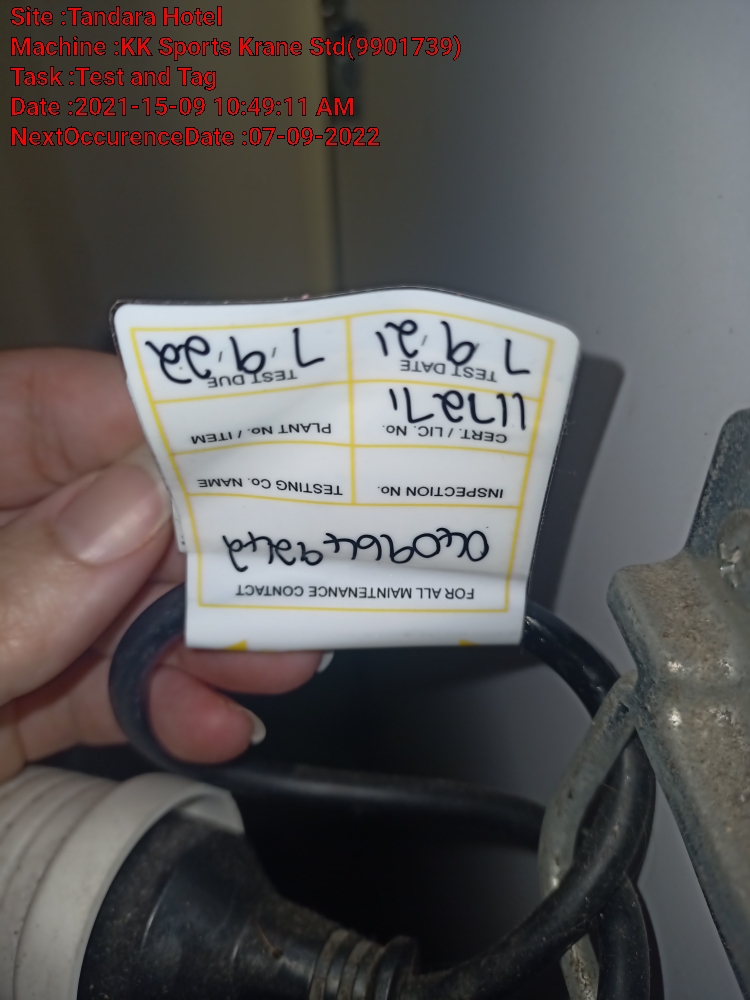 Site :Tandara Hotel
Machine :KK Sports Krane Std(9901739)
Task :Test and Tag
Date :2021-15-09 10:49:11 AM
NextOccurenceDate :07-09-2022
FOR ALL MAINTENANCE CONTACT
0409649242
INSPECTION No.
TESTING Co. NAME
CERT. / LIC. No.
117271
PLANT No. / ITEM
TEST DATE
7/9/21
TEST DUE
7/9/22